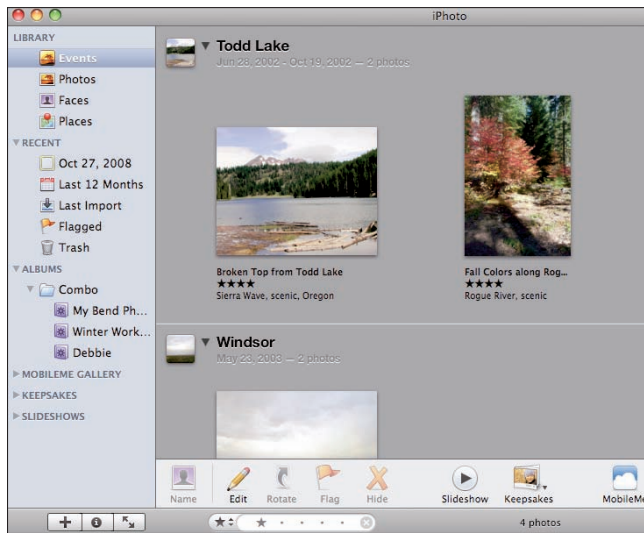 iPhoto
LIBRARY
Events
Photos
Faces
Places
RECENT
Oct 27, 2008
Last 12 Months
Last Import
Flagged
Trash
ALBUMS
Combo
My Bend Ph...
Winter Work...
Debbie
MOBILEME GALLERY
KEEPSAKES
SLIDESHOWS
Todd Lake
Jun 28, 2002 - Oct 19, 2002 — 2 photos
Broken Top from Todd Lake
★★★★
Sierra Wave, scenic, Oregon
Fall Colors along Rog...
★★★★
Rogue River, scenic
Windsor
May 23, 2003 — 2 photos
Name
Edit
Rotate
Flag
Hide
Slideshow
Keepsakes
MobileMe
4 photos